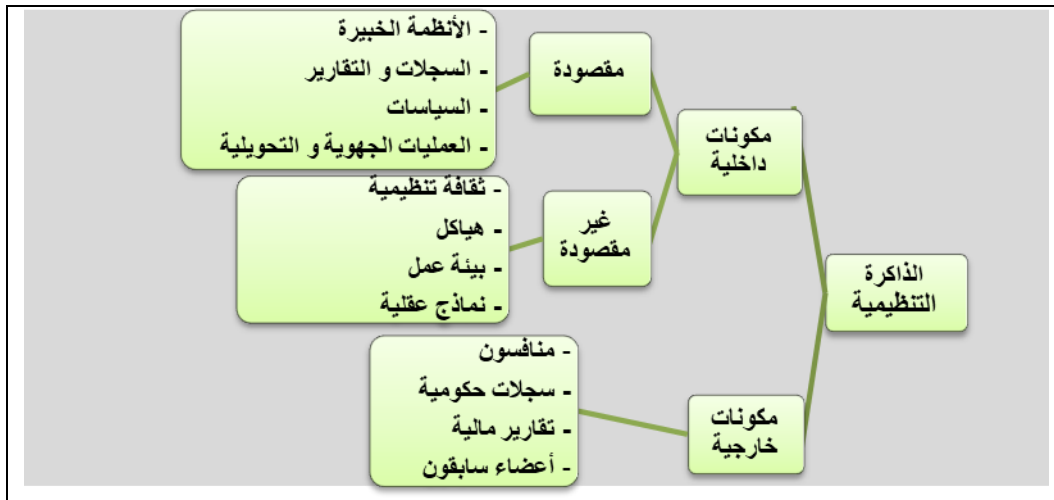 الذاكرة
التنظيمية
مكونات
داخلية
مقصودة
- الأنظمة الخبيرة
- السجلات و التقارير
- السياسات
- العمليات الجهوية و التحويلية
غير
مقصودة
- ثقافة تنظيمية
- هياكل
- بيئة عمل
- نماذج عقلية
مكونات
خارجية
- منافسون
- سجلات حكومية
- تقارير مالية
- أعضاء سابقون